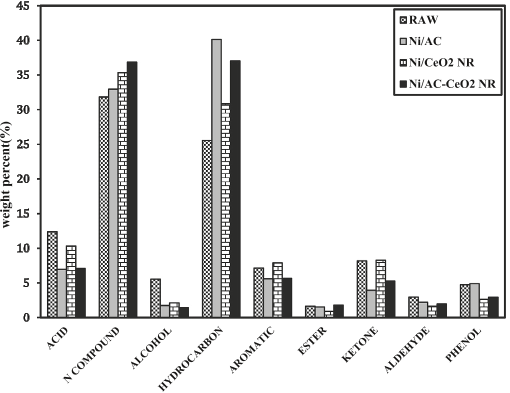 45
40
35
30
25
20
15
10
5
0
weight percent(%)
RAW
Ni/AC
Ni/CeO2 NR
Ni/AC-CeO2 NR
ACID
N COMPOUND
ALCOHOL
HYDROCARBON
AROMATIC
ESTER
KETONE
ALDEHYDE
PHENOL